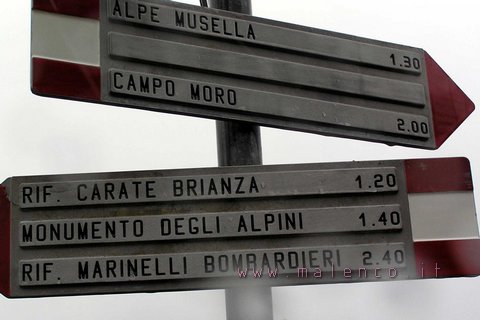 ALPE MUSELLA 1.30
CAMPO MORO 2.00
RIF. CARATE BRIANZA 1.20
MONUMENTO DEGLI ALPINI 1.40
RIF. MARINELLI BOMBARDIERI 2.40
www.malenco.it